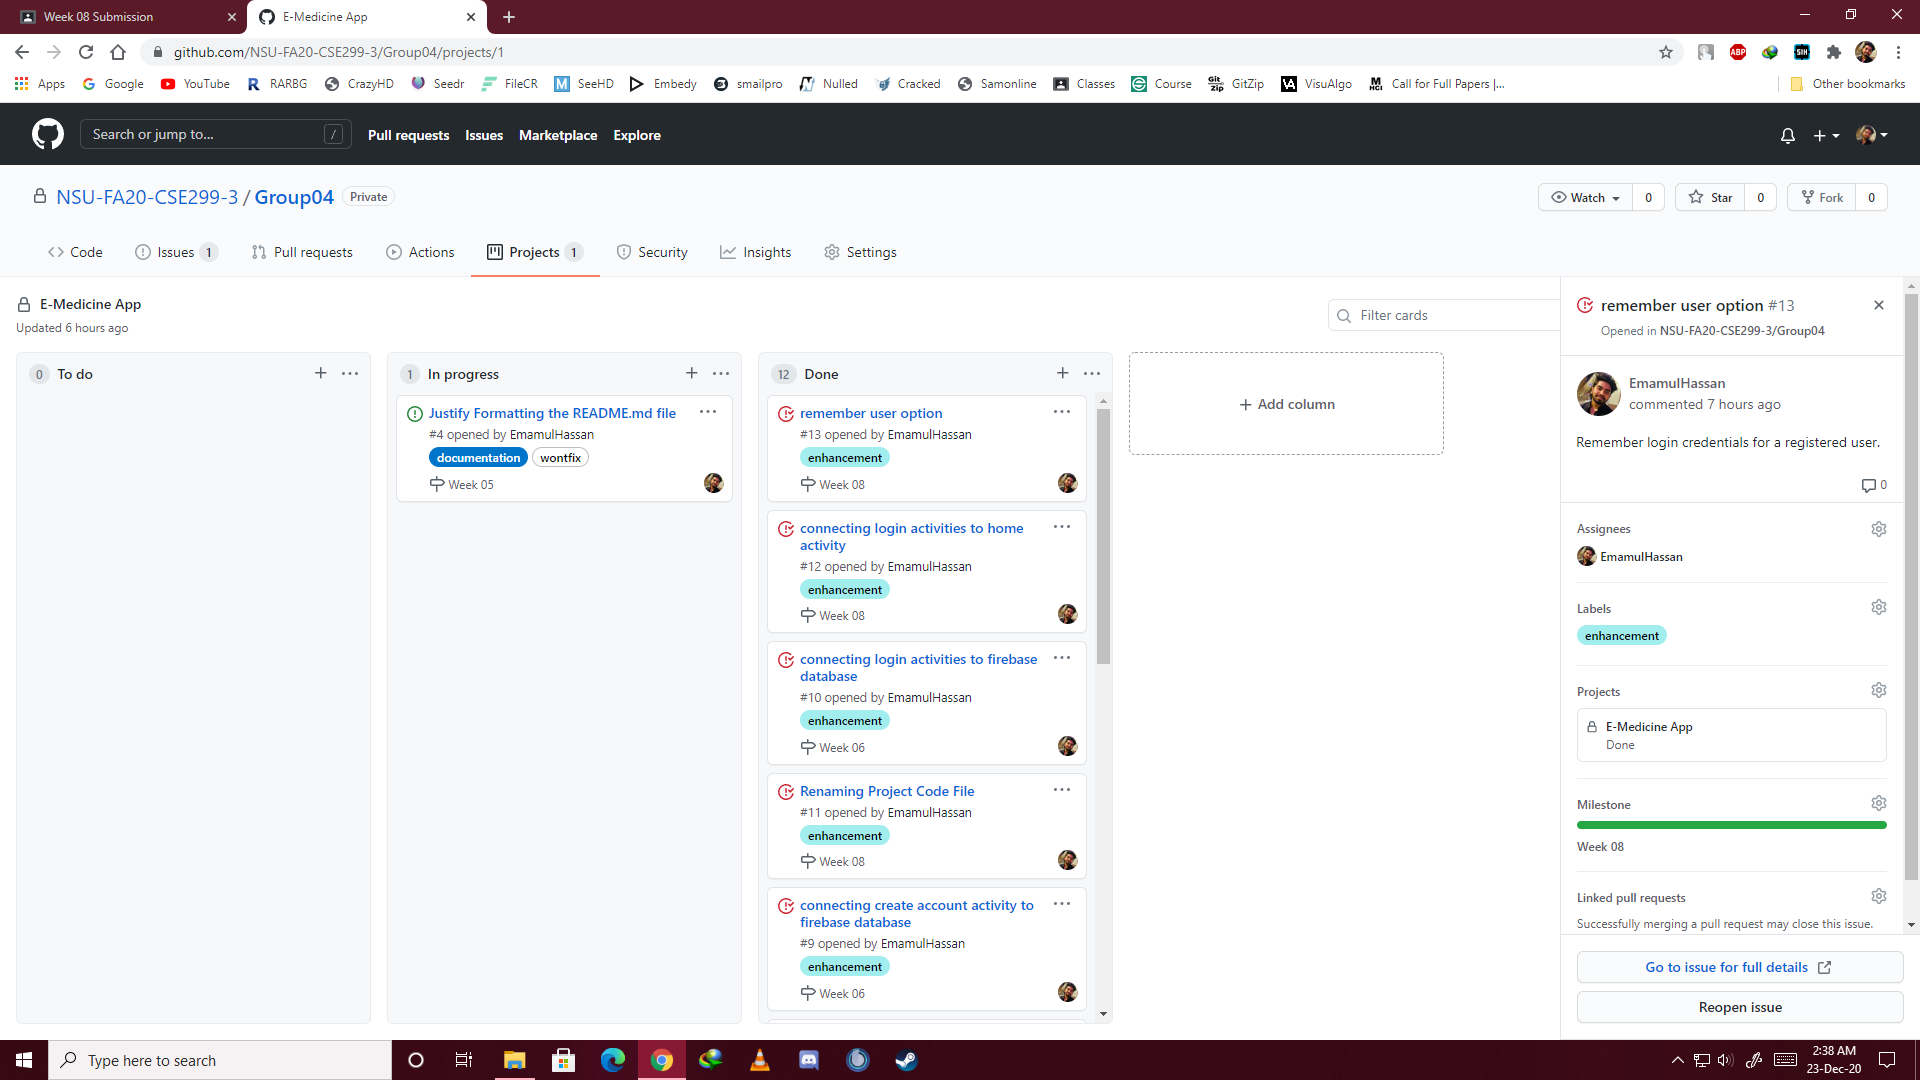 Week 08 Submission
E-Medicine App
github.com/NSU-FA20-CSE299-3/Group04/projects/1
ABP
SIH
Apps
Google
YouTube
R
RARBG
CrazyHD
Seedr
FileCR
M
SeeHD
Embedy
smailpro
Nulled
Cracked
Samonline
Classes
Course
Git
Zip
GitZip
VA
VisuAlgo
Call for Full Papers |...
Other bookmarks
Search or jump to...
/
Pull requests
Issues
Marketplace
Explore
NSU-FA20-CSE299-3 / Group04
Private
Watch
0
Star
0
Fork
0
Code
Issues 1
Pull requests
Actions
Projects 1
Security
Insights
Settings
E-Medicine App
Updated 6 hours ago
Filter cards
0 To do
1 In progress
Justify Formatting the README.md file
#4 opened by EmamulHassan
documentation wontfix
Week 05
12 Done
remember user option
#13 opened by EmamulHassan
enhancement
Week 08
connecting login activities to home
activity
#12 opened by EmamulHassan
enhancement
Week 08
connecting login activities to firebase
database
#10 opened by EmamulHassan
enhancement
Week 06
Renaming Project Code File
#11 opened by EmamulHassan
enhancement
Week 08
connecting create account activity to
firebase database
#9 opened by EmamulHassan
enhancement
Week 06
Add column
remember user option #13
Opened in NSU-FA20-CSE299-3/Group04
EmamulHassan
commented 7 hours ago
Remember login credentials for a registered user.
0
Assignees
EmamulHassan
Labels
enhancement
Projects
E-Medicine App
Done
Milestone
Week 08
Linked pull requests
Successfully merging a pull request may close this issue.
Go to issue for full details
Reopen issue
Type here to search
2:38 AM
23-Dec-20